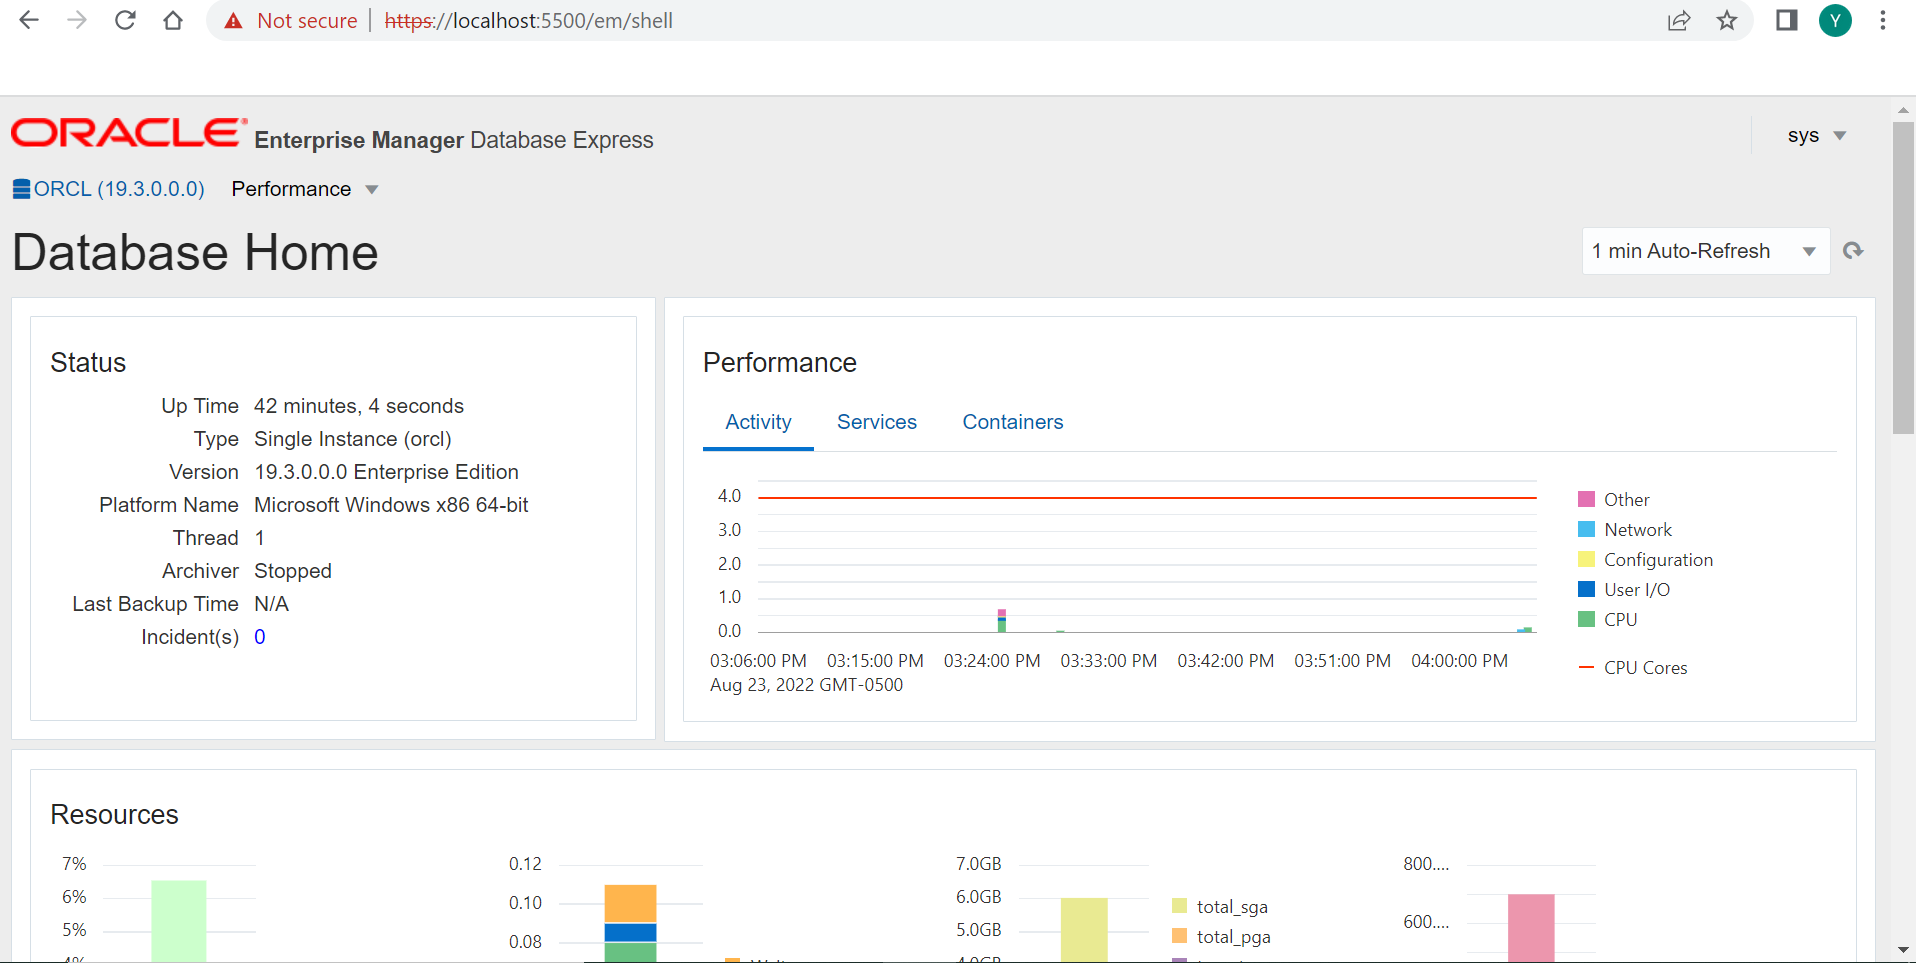 Not secure | https://localhost:5500/em/shell
Y
ORACLE® Enterprise Manager Database Express
sys
ORCL (19.3.0.0.0) Performance
Database Home
1 min Auto-Refresh
Status
Up Time 42 minutes, 4 seconds
Type Single Instance (orcl)
Version 19.3.0.0.0 Enterprise Edition
Platform Name Microsoft Windows x86 64-bit
Thread 1
Archiver Stopped
Last Backup Time N/A
Incident(s) 0
Performance
Activity Services Containers
4.0
3.0
2.0
1.0
0.0
03:06:00 PM 03:15:00 PM 03:24:00 PM 03:33:00 PM 03:42:00 PM 03:51:00 PM 04:00:00 PM
Aug 23, 2022 GMT-0500
Other
Network
Configuration
User I/O
CPU
CPU Cores
Resources
7%
6%
5%
4%
0.12
0.10
0.08
7.0GB
6.0GB
5.0GB
4.0GB
total_sga
total_pga
800....
600....